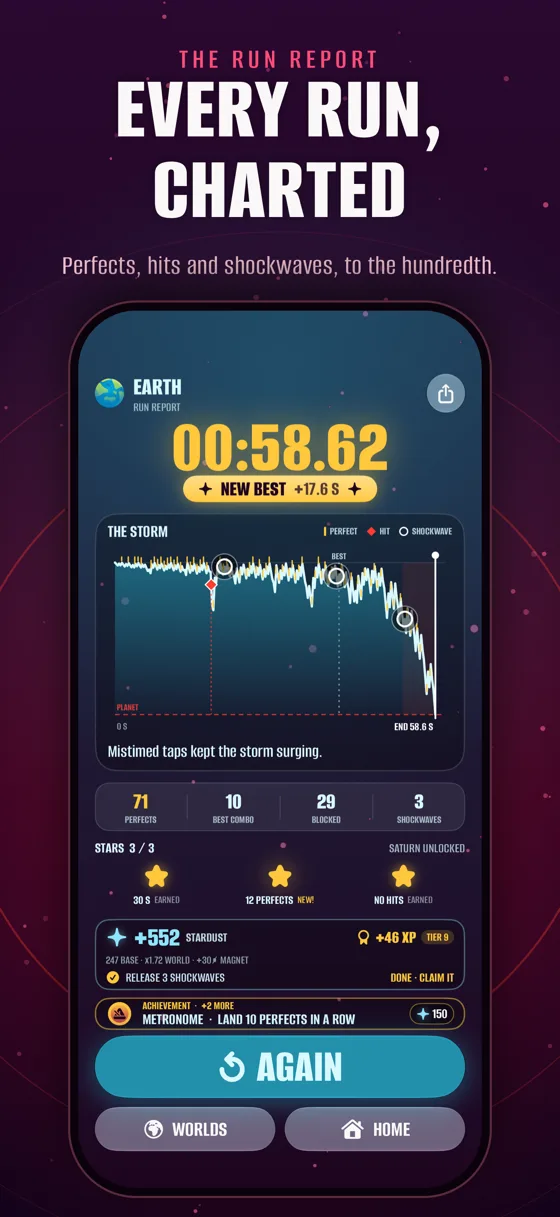 THE RUN REPORT
EVERY RUN,
CHARTED
Perfects, hits and shockwaves, to the hundredth.
EARTH
RUN REPORT
00:58.62
NEW BEST +17.6 S
THE STORM
PERFECT HIT SHOCKWAVE
BEST
PLANET
0 S
END 58.6 S
Mistimed taps kept the storm surging.
71 10 29 3
PERFECTS BEST COMBO BLOCKED SHOCKWAVES
STARS 3 / 3 SATURN UNLOCKED
30 S EARNED 12 PERFECTS NEW! NO HITS EARNED
+552 STARDUST +46 XP TIER 9
247 BASE · x1.72 WORLD · +30⚡ MAGNET
RELEASE 3 SHOCKWAVES DONE · CLAIM IT
ACHIEVEMENT · +2 MORE
METRONOME · LAND 10 PERFECTS IN A ROW 150
AGAIN
WORLDS HOME